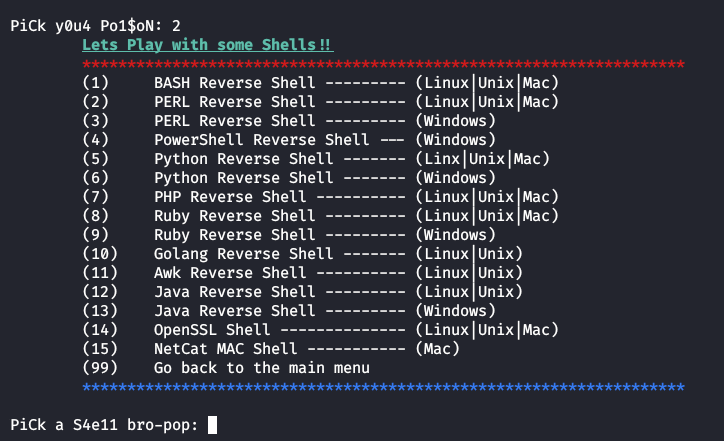 PiCk y0u4 Po1$oN: 2
Lets Play with some Shells!!
*******************************************************************
(1) BASH Reverse Shell --------- (Linux|Unix|Mac)
(2) PERL Reverse Shell --------- (Linux|Unix|Mac)
(3) PERL Reverse Shell --------- (Windows)
(4) PowerShell Reverse Shell --- (Windows)
(5) Python Reverse Shell ------- (Linx|Unix|Mac)
(6) Python Reverse Shell ------- (Windows)
(7) PHP Reverse Shell ---------- (Linux|Unix|Mac)
(8) Ruby Reverse Shell --------- (Linux|Unix|Mac)
(9) Ruby Reverse Shell --------- (Windows)
(10) Golang Reverse Shell ------- (Linux|Unix)
(11) Awk Reverse Shell ---------- (Linux|Unix)
(12) Java Reverse Shell --------- (Linux|Unix)
(13) Java Reverse Shell --------- (Windows)
(14) OpenSSL Shell -------------- (Linux|Unix|Mac)
(15) NetCat MAC Shell ----------- (Mac)
(99) Go back to the main menu
*******************************************************************
PiCk a S4e11 bro-pop: